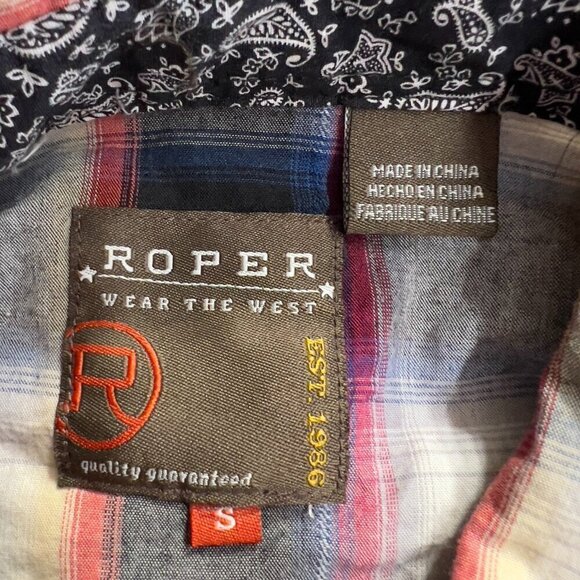 ROPER
WEAR THE WEST
R
EST. 1986
quality guaranteed
S
MADE IN CHINA
HECHO EN CHINA
FABRIQUE AU CHINE